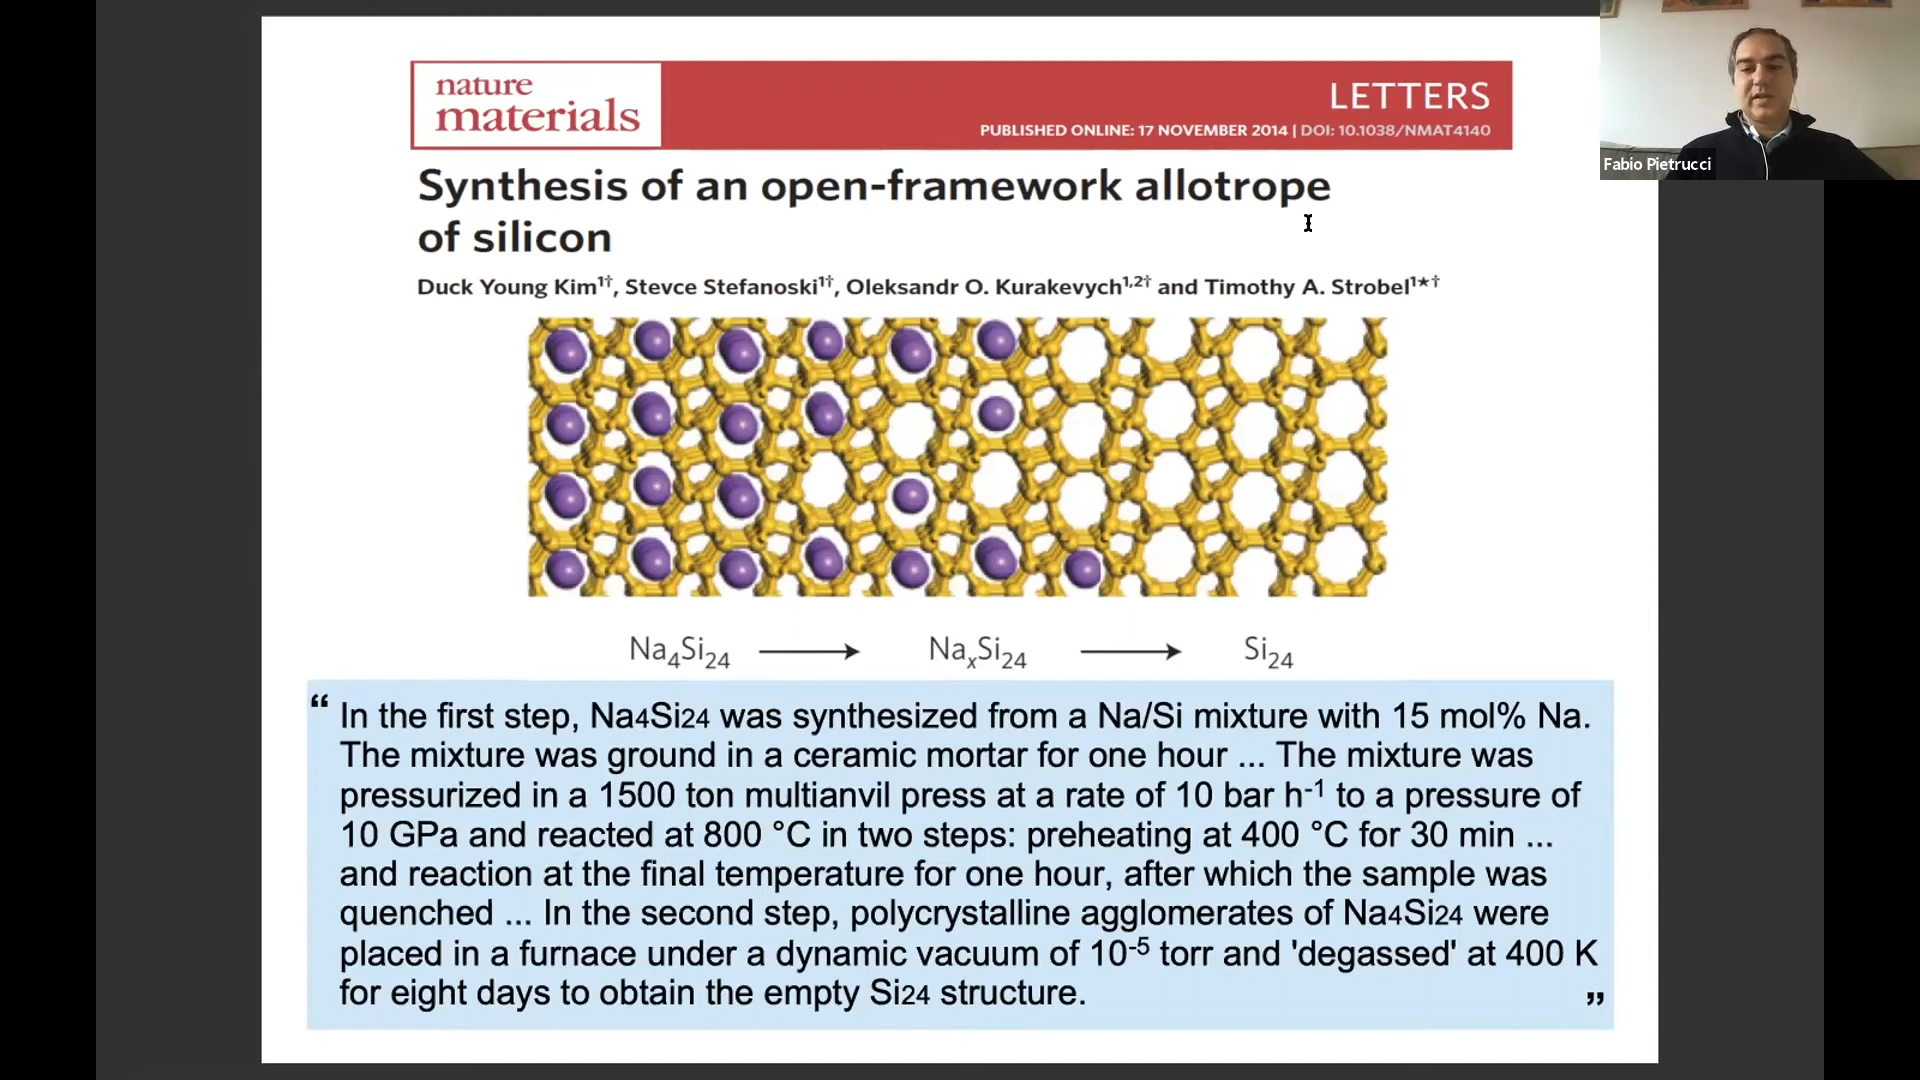 nature
materials
LETTERS
PUBLISHED ONLINE: 17 NOVEMBER 2014 | DOI: 10.1038/NMAT4140
Fabio Pietrucci
Synthesis of an open-framework allotrope
of silicon
Duck Young Kim¹†, Stevce Stefanoski¹†, Oleksandr O. Kurakevych¹,²† and Timothy A. Strobel¹*†
Na₄Si₂₄ → NaₓSi₂₄ → Si₂₄
“ In the first step, Na4Si24 was synthesized from a Na/Si mixture with 15 mol% Na.
The mixture was ground in a ceramic mortar for one hour ... The mixture was
pressurized in a 1500 ton multianvil press at a rate of 10 bar h⁻¹ to a pressure of
10 GPa and reacted at 800 °C in two steps: preheating at 400 °C for 30 min ...
and reaction at the final temperature for one hour, after which the sample was
quenched ... In the second step, polycrystalline agglomerates of Na4Si24 were
placed in a furnace under a dynamic vacuum of 10⁻⁵ torr and 'degassed' at 400 K
for eight days to obtain the empty Si24 structure. ”